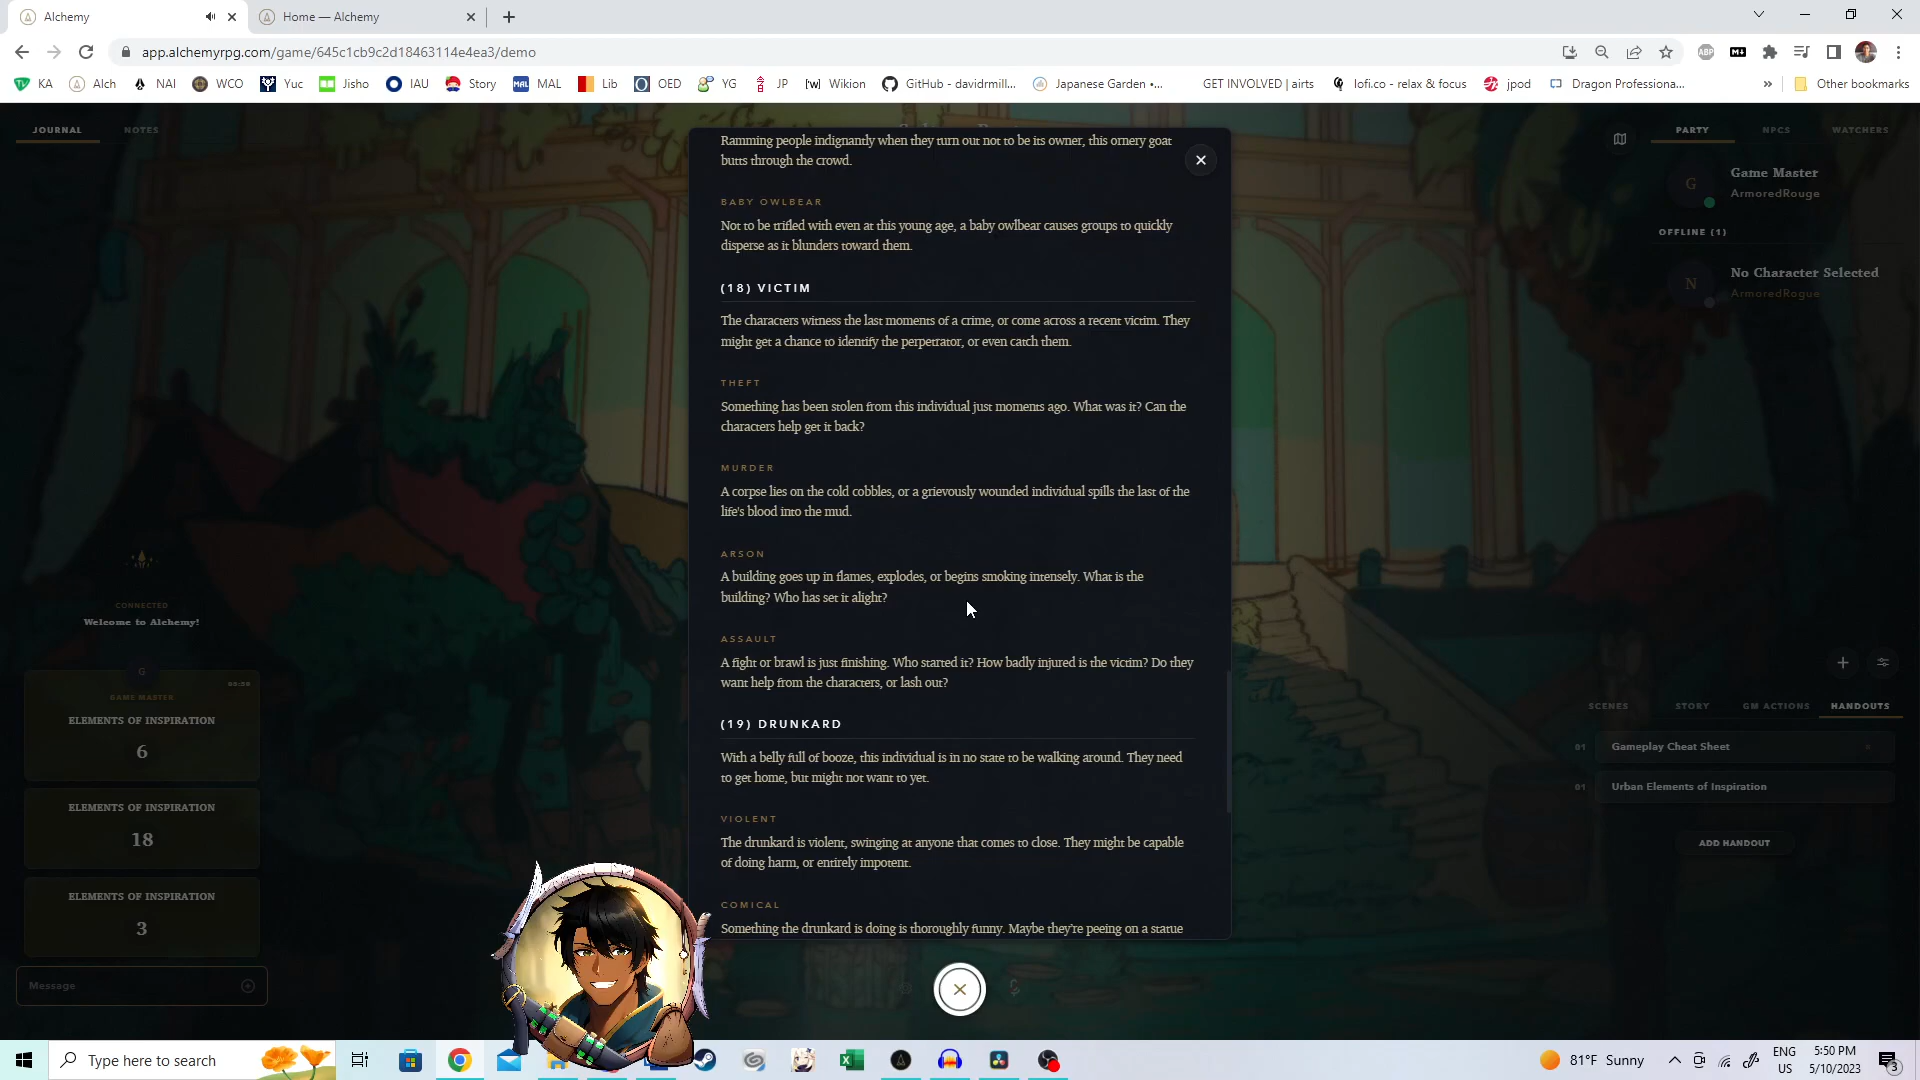 Alchemy
Home — Alchemy
app.alchemyrpg.com/game/645c1cb9c2d18463114e4ea3/demo
KA
Alch
NAI
WCO
Yuc
Jisho
IAU
Story
MAL
Lib
OED
YG
JP
Wikion
GitHub - davidrmill...
Japanese Garden •...
GET INVOLVED | airts
lofi.co - relax & focus
jpod
Dragon Professiona...
»
Other bookmarks
JOURNAL
NOTES
PARTY
NPCS
WATCHERS
G
Game Master
ArmoredRouge
OFFLINE (1)
N
No Character Selected
ArmoredRogue
Ramming people indignantly when they turn out not to be its owner, this ornery goat
butts through the crowd.
BABY OWLBEAR
Not to be trifled with even at this young age, a baby owlbear causes groups to quickly
disperse as it blunders toward them.
(18) VICTIM
The characters witness the last moments of a crime, or come across a recent victim. They
might get a chance to identify the perpetrator, or even catch them.
THEFT
Something has been stolen from this individual just moments ago. What was it? Can the
characters help get it back?
MURDER
A corpse lies on the cold cobbles, or a grievously wounded individual spills the last of the
life's blood into the mud.
ARSON
A building goes up in flames, explodes, or begins smoking intensely. What is the
building? Who has set it alight?
ASSAULT
A fight or brawl is just finishing. Who started it? How badly injured is the victim? Do they
want help from the characters, or lash out?
(19) DRUNKARD
With a belly full of booze, this individual is in no state to be walking around. They need
to get home, but might not want to yet.
VIOLENT
The drunkard is violent, swinging at anyone that comes to close. They might be capable
of doing harm, or entirely impotent.
COMICAL
Something the drunkard is doing is thoroughly funny. Maybe they're peeing on a statue
CONNECTED
Welcome to Alchemy!
G
GAME MASTER
ELEMENTS OF INSPIRATION
6
ELEMENTS OF INSPIRATION
18
ELEMENTS OF INSPIRATION
3
Message
SCENES
STORY
GM ACTIONS
HANDOUTS
01
Gameplay Cheat Sheet
01
Urban Elements of Inspiration
ADD HANDOUT
Type here to search
81°F Sunny
ENG
US
5:50 PM
5/10/2023
3